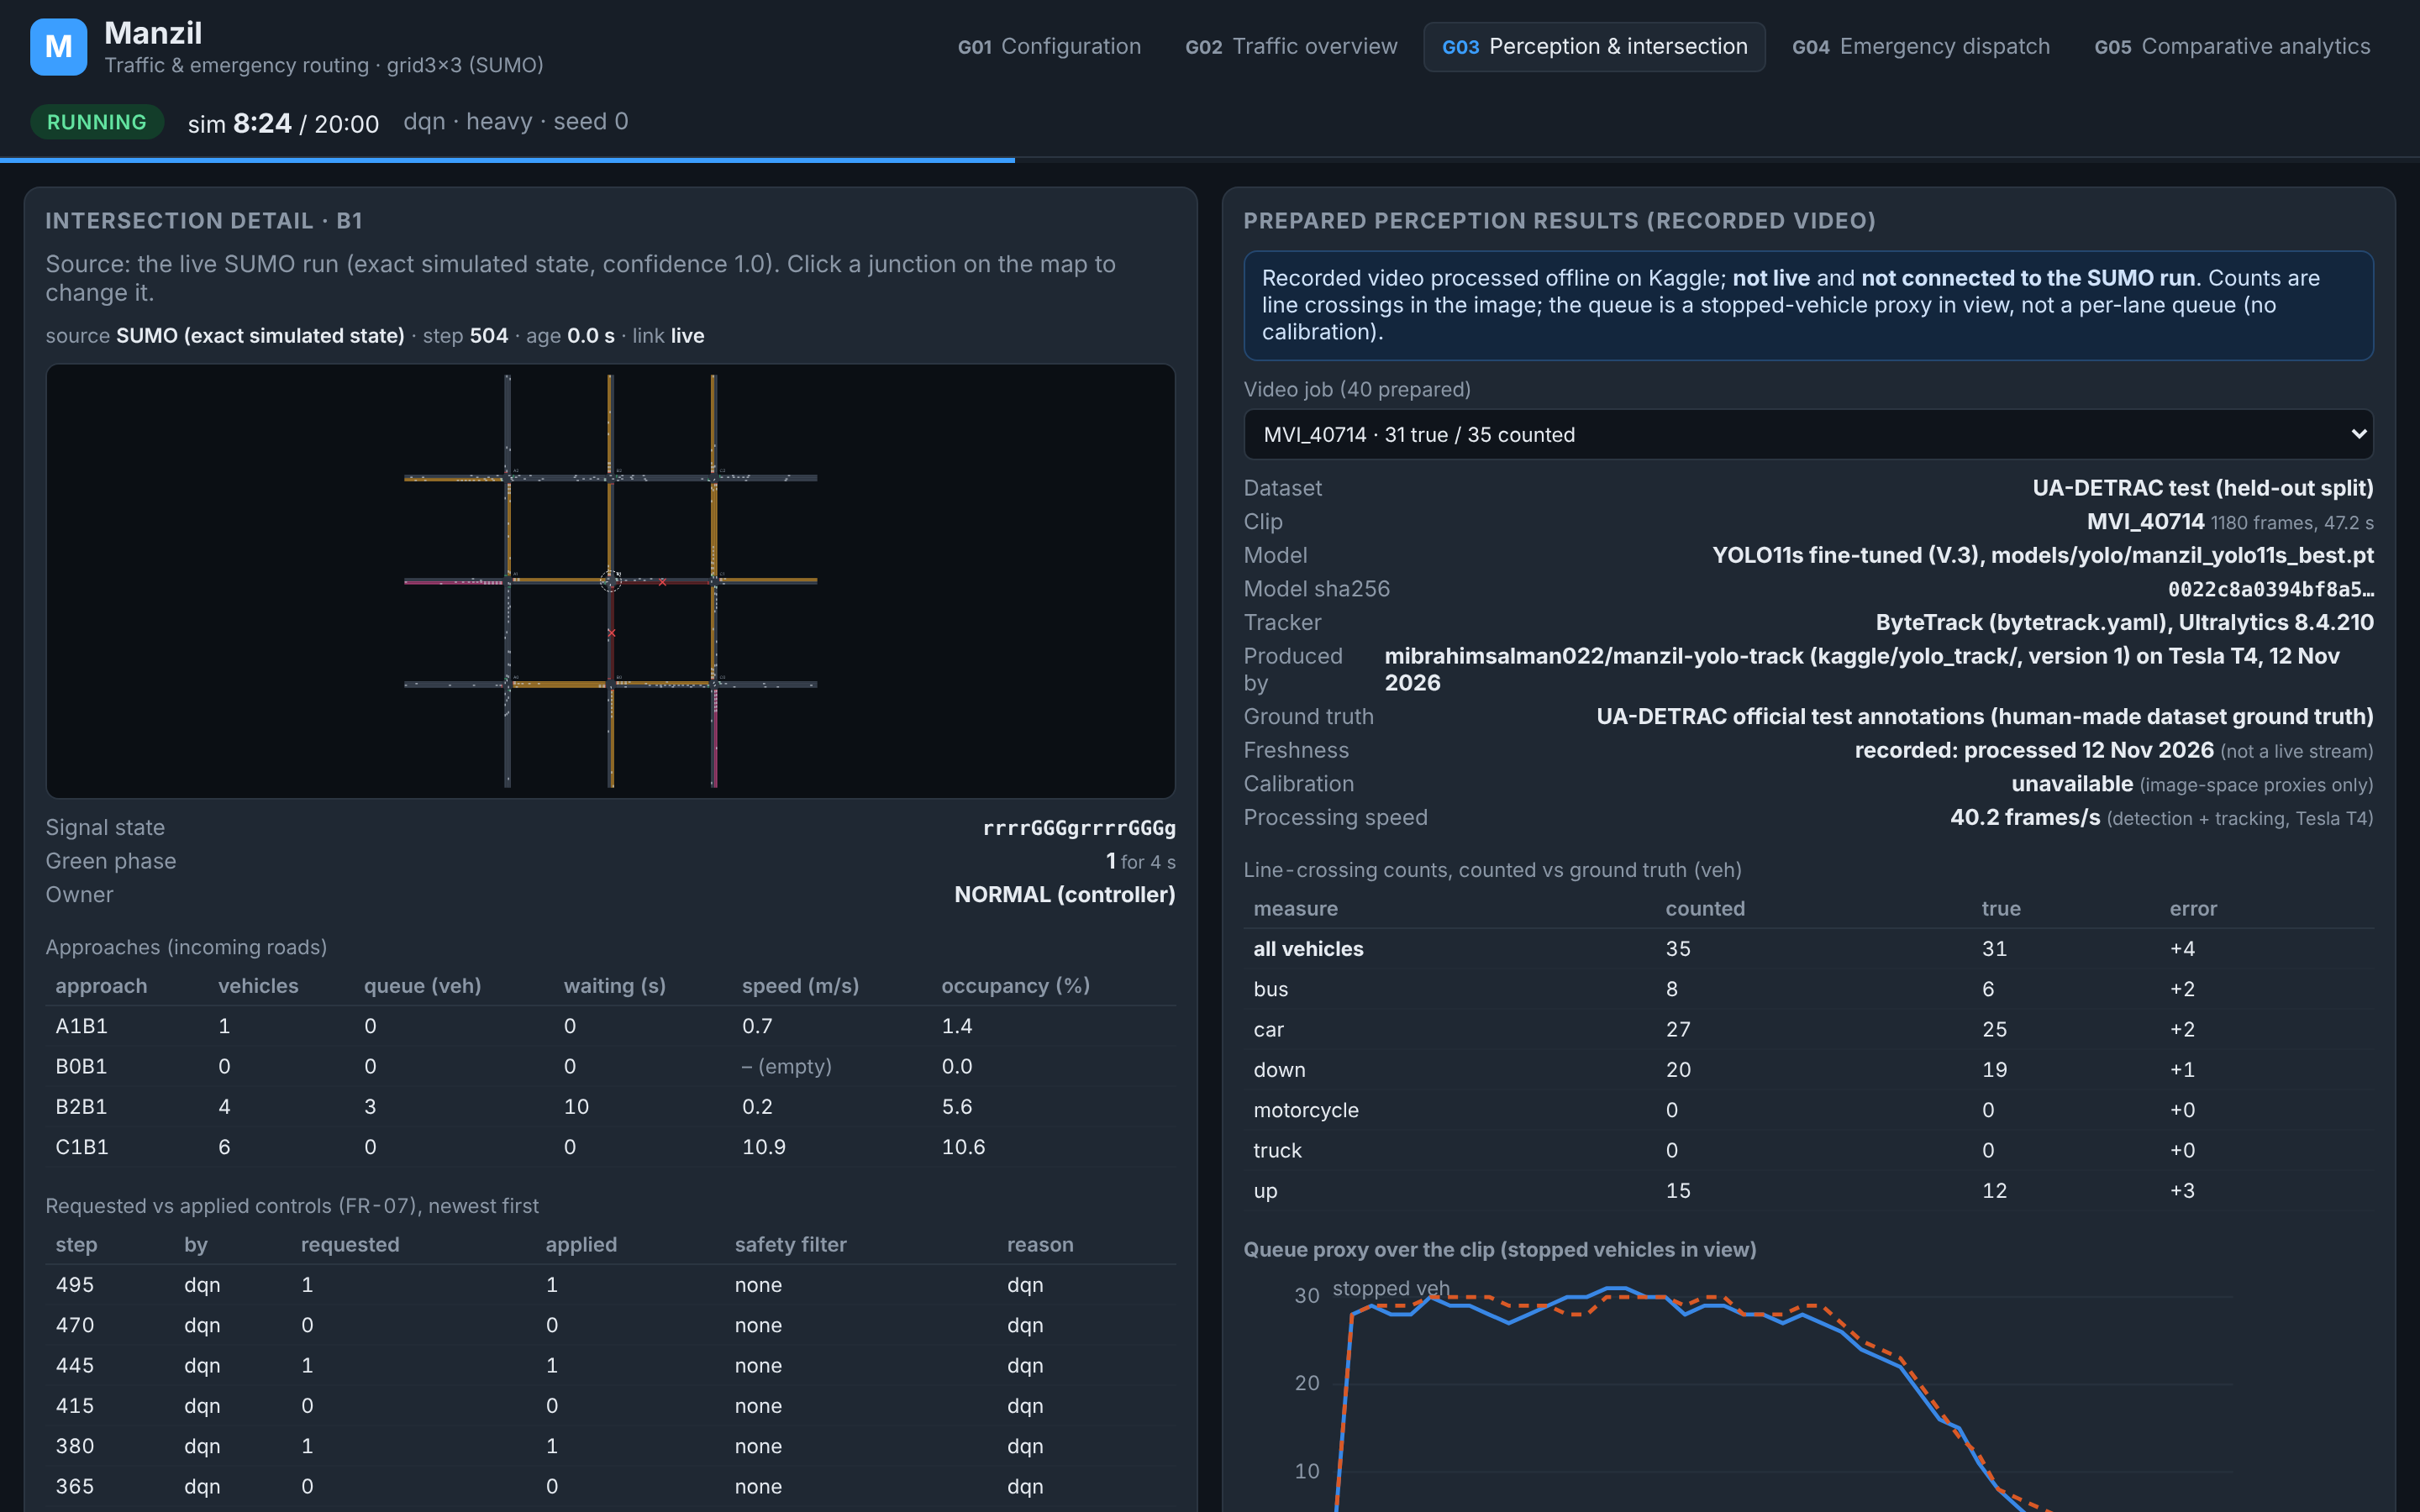 M
Manzil
Traffic & emergency routing · grid3×3 (SUMO)
G01 Configuration
G02 Traffic overview
G03 Perception & intersection
G04 Emergency dispatch
G05 Comparative analytics
RUNNING sim 8:24 / 20:00 dqn · heavy · seed 0
INTERSECTION DETAIL · B1
Source: the live SUMO run (exact simulated state, confidence 1.0). Click a junction on the map to
change it.
source SUMO (exact simulated state) · step 504 · age 0.0 s · link live
Signal state rrrrGGGgrrrrGGGg
Green phase 1 for 4 s
Owner NORMAL (controller)
Approaches (incoming roads)
approach vehicles queue (veh) waiting (s) speed (m/s) occupancy (%)
A1B1 1 0 0 0.7 1.4
B0B1 0 0 0 – (empty) 0.0
B2B1 4 3 10 0.2 5.6
C1B1 6 0 0 10.9 10.6
Requested vs applied controls (FR-07), newest first
step by requested applied safety filter reason
495 dqn 1 1 none dqn
470 dqn 0 0 none dqn
445 dqn 1 1 none dqn
415 dqn 0 0 none dqn
380 dqn 1 1 none dqn
365 dqn 0 0 none dqn
PREPARED PERCEPTION RESULTS (RECORDED VIDEO)
Recorded video processed offline on Kaggle; not live and not connected to the SUMO run. Counts are
line crossings in the image; the queue is a stopped-vehicle proxy in view, not a per-lane queue (no
calibration).
Video job (40 prepared)
MVI_40714 · 31 true / 35 counted
Dataset UA-DETRAC test (held-out split)
Clip MVI_40714 1180 frames, 47.2 s
Model YOLO11s fine-tuned (V.3), models/yolo/manzil_yolo11s_best.pt
Model sha256 0022c8a0394bf8a5…
Tracker ByteTrack (bytetrack.yaml), Ultralytics 8.4.210
Produced by mibrahimsalman022/manzil-yolo-track (kaggle/yolo_track/, version 1) on Tesla T4, 12 Nov
2026
Ground truth UA-DETRAC official test annotations (human-made dataset ground truth)
Freshness recorded: processed 12 Nov 2026 (not a live stream)
Calibration unavailable (image-space proxies only)
Processing speed 40.2 frames/s (detection + tracking, Tesla T4)
Line-crossing counts, counted vs ground truth (veh)
measure counted true error
all vehicles 35 31 +4
bus 8 6 +2
car 27 25 +2
down 20 19 +1
motorcycle 0 0 +0
truck 0 0 +0
up 15 12 +3
Queue proxy over the clip (stopped vehicles in view)
stopped veh
30
20
10